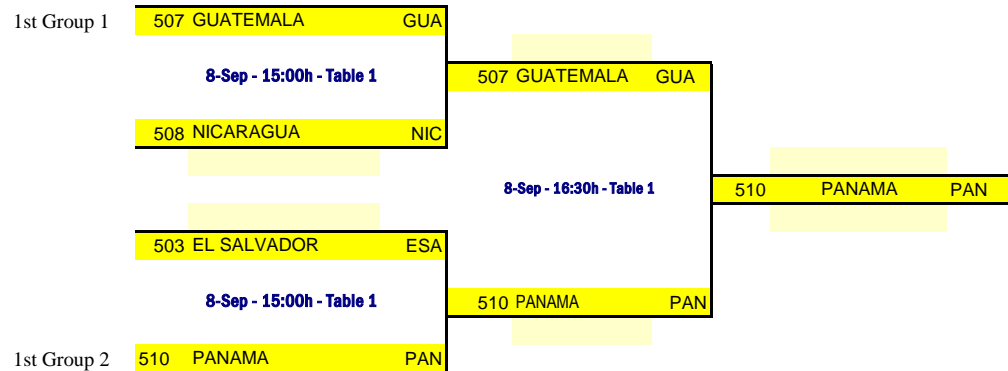 1st Group 1 507 GUATEMALA GUA
8-Sep - 15:00h - Table 1
507 GUATEMALA GUA
508 NICARAGUA NIC
8-Sep - 16:30h - Table 1
510 PANAMA PAN
503 EL SALVADOR ESA
8-Sep - 15:00h - Table 1
510 PANAMA PAN
1st Group 2 510 PANAMA PAN